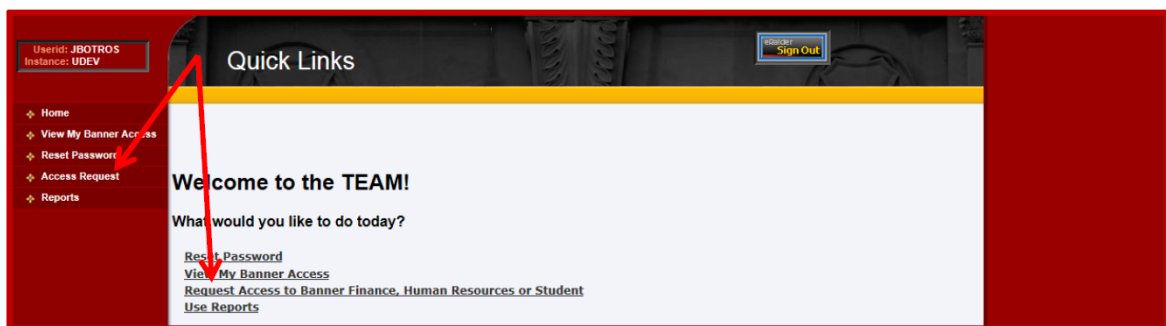 Userid: JBOTROS
Instance: UDEV
Quick Links
eRaider
Sign Out
Home
View My Banner Access
Reset Password
Access Request
Reports
Welcome to the TEAM!
What would you like to do today?
Reset Password
View My Banner Access
Request Access to Banner Finance, Human Resources or Student
Use Reports